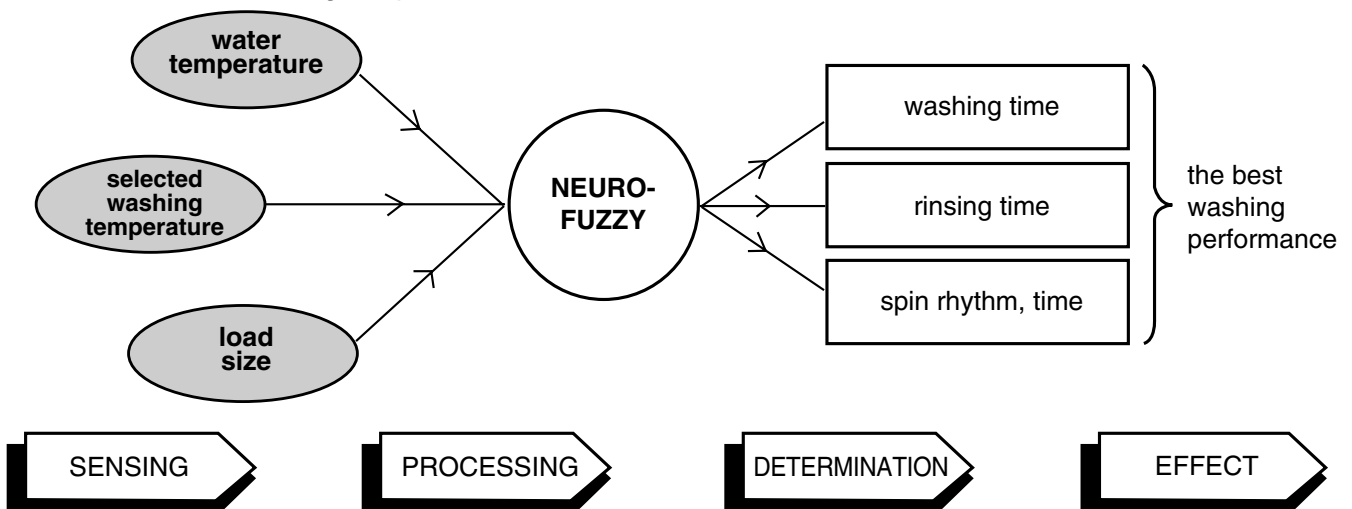 water
temperature
selected
washing
temperature
load
size
NEURO-
FUZZY
washing time
rinsing time
spin rhythm, time
the best
washing
performance
SENSING
PROCESSING
DETERMINATION
EFFECT